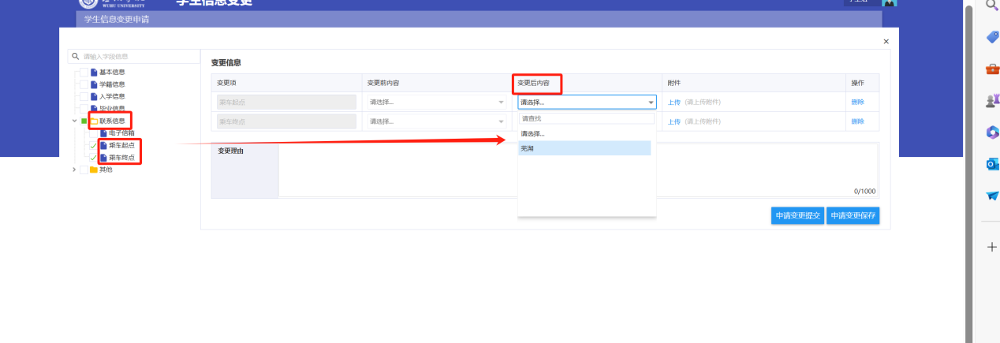 WUHU UNIVERSITY
学生信息变更
学生信息变更申请
×
请输入字段信息
基本信息
学籍信息
入学信息
毕业信息
联系信息
电子信箱
乘车起点
乘车终点
其他
变更信息
变更项 变更前内容 变更后内容 附件 操作
乘车起点 请选择... 请选择... 上传 (请上传附件) 删除
乘车终点 请选择... 请查找 上传 (请上传附件) 删除
请选择...
芜湖
变更理由
0/1000
申请变更提交 申请变更保存